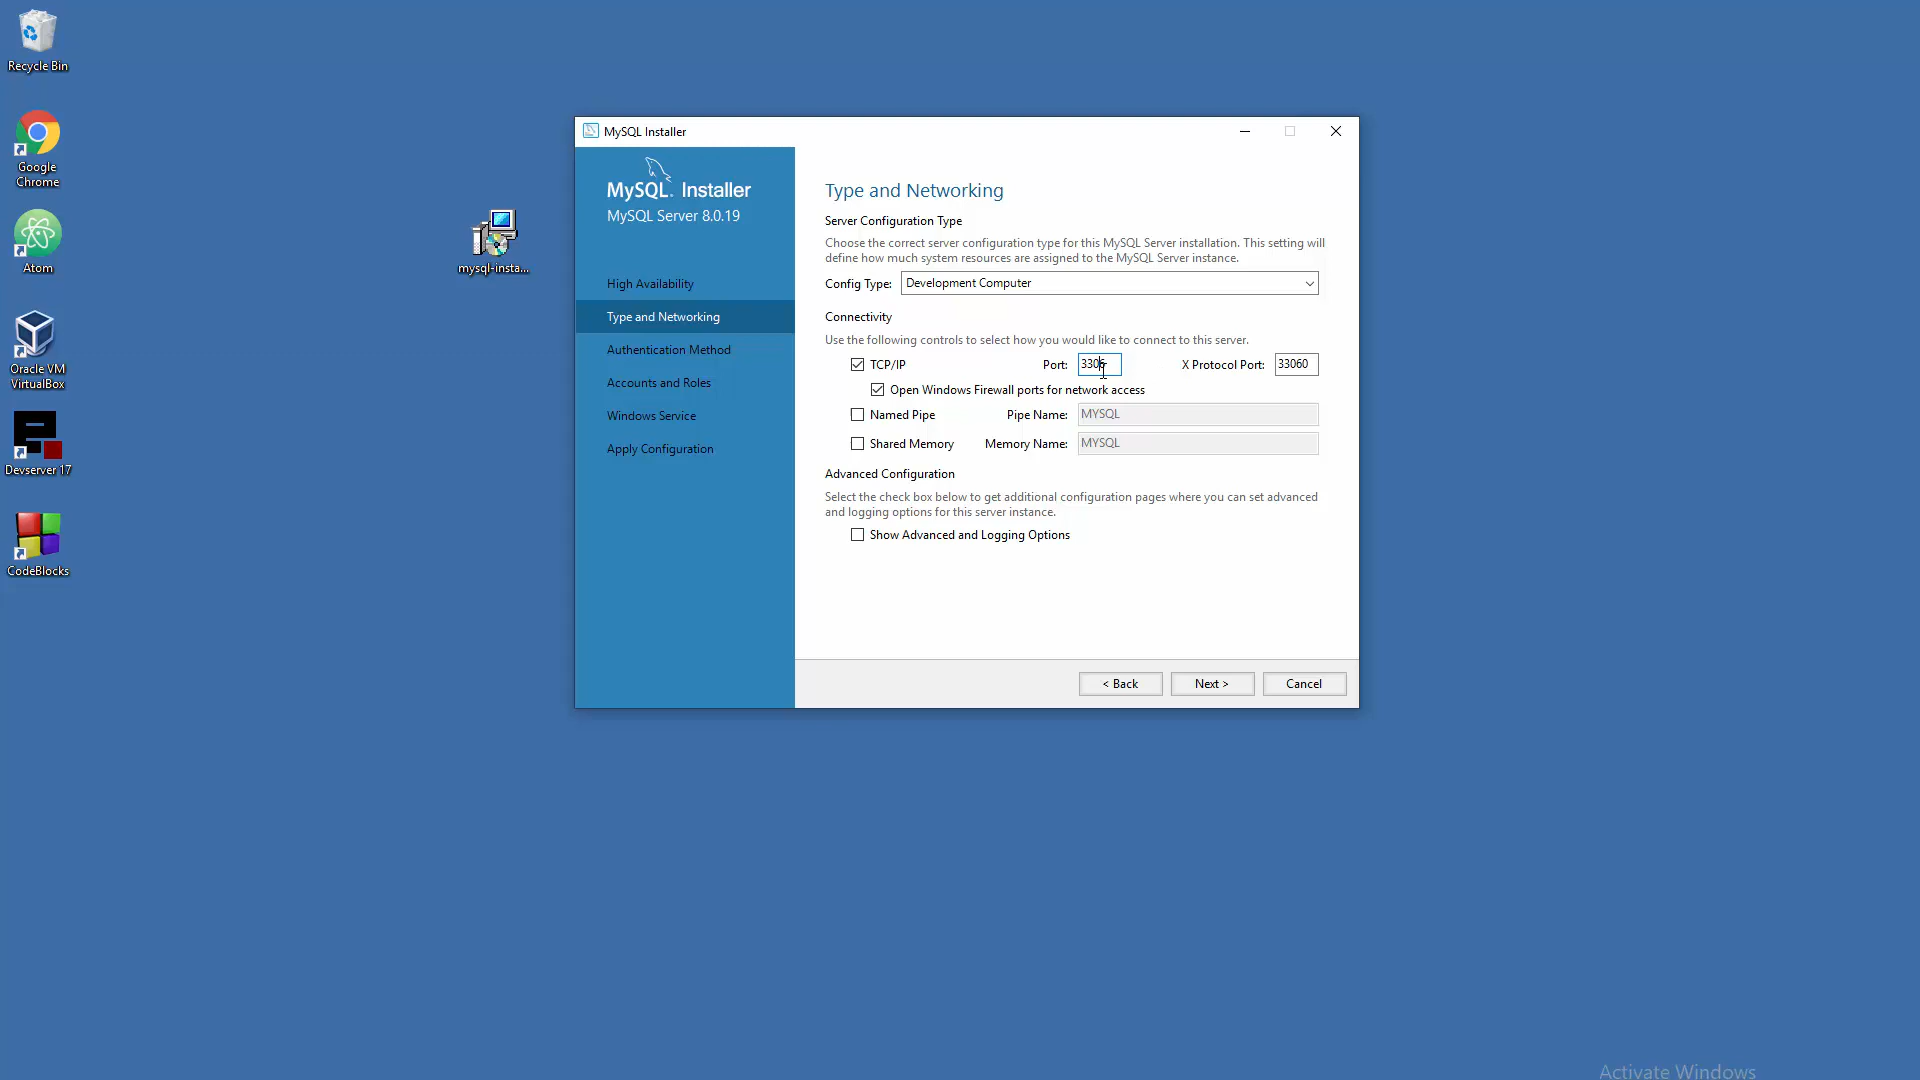 Recycle Bin
Google
Chrome
Atom
Oracle VM
VirtualBox
Devserver 17
CodeBlocks
mysql-insta...
MySQL Installer
MySQL. Installer
MySQL Server 8.0.19
High Availability
Type and Networking
Authentication Method
Accounts and Roles
Windows Service
Apply Configuration
Type and Networking
Server Configuration Type
Choose the correct server configuration type for this MySQL Server installation. This setting will
define how much system resources are assigned to the MySQL Server instance.
Config Type: Development Computer
Connectivity
Use the following controls to select how you would like to connect to this server.
TCP/IP Port: 3306 X Protocol Port: 33060
Open Windows Firewall ports for network access
Named Pipe Pipe Name: MYSQL
Shared Memory Memory Name: MYSQL
Advanced Configuration
Select the check box below to get additional configuration pages where you can set advanced
and logging options for this server instance.
Show Advanced and Logging Options
< Back Next > Cancel
Activate Windows